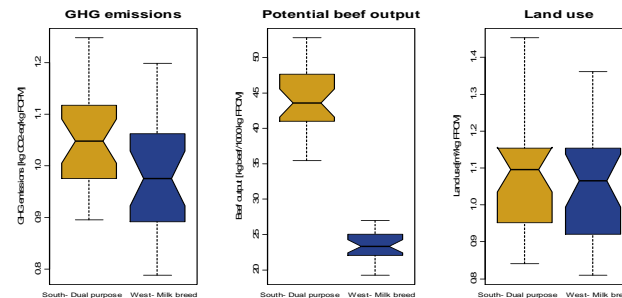 GHG emissions
GHG emissions [kg CO2-eq/kg FCPM]
1.2
1.1
1.0
0.9
0.8
South- Dual purpose West- Milk breed
Potential beef output
Beef output [kg beef/1000 kg FPCM]
50
45
40
35
30
25
20
South- Dual purpose West- Milk breed
Land use
Land use[m²/kg FPCM]
1.4
1.3
1.2
1.1
1.0
0.9
0.8
South- Dual purpose West- Milk breed